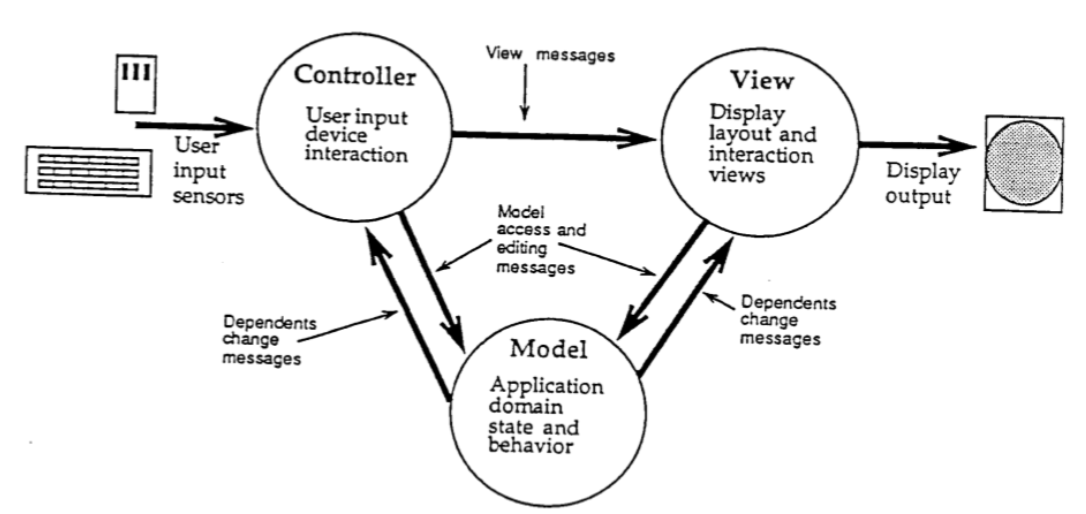 Controller
User input
device
interaction
View messages
View
Display
layout and
interaction
views
User
input
sensors
Display
output
Model
access and
editing
messages
Dependents
change
messages
Dependents
change
messages
Model
Application
domain
state and
behavior